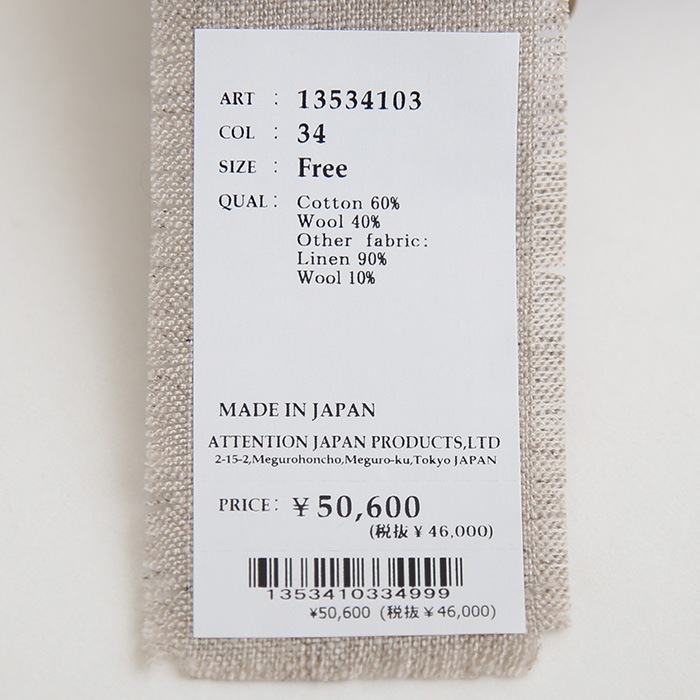 ART : 13534103
COL : 34
SIZE : Free
QUAL : Cotton 60%
Wool 40%
Other fabric:
Linen 90%
Wool 10%
MADE IN JAPAN
ATTENTION JAPAN PRODUCTS,LTD
2-15-2,Megurohoncho,Meguro-ku,Tokyo JAPAN
PRICE: ¥ 50,600
(税抜 ¥ 46,000)
1353410334999
¥50,600 (税抜 ¥46,000)